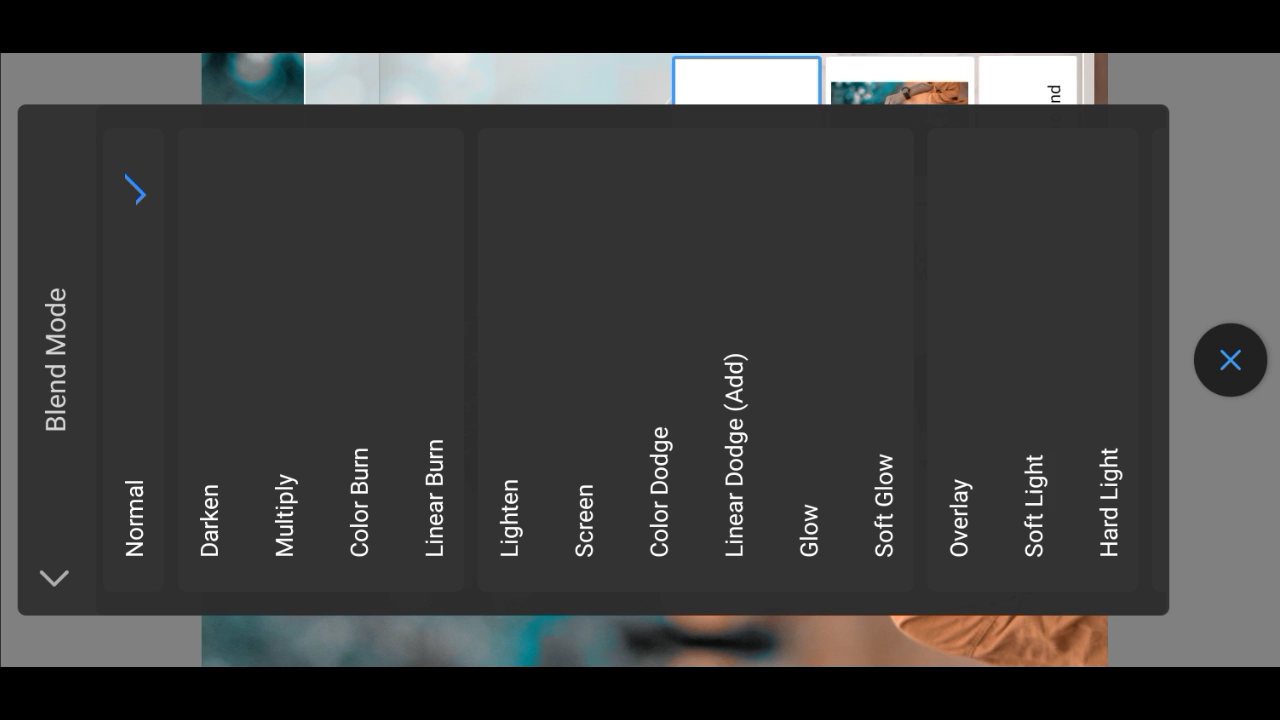 Blend Mode
Normal
Darken
Multiply
Color Burn
Linear Burn
Lighten
Screen
Color Dodge
Linear Dodge (Add)
Glow
Soft Glow
Overlay
Soft Light
Hard Light
nd